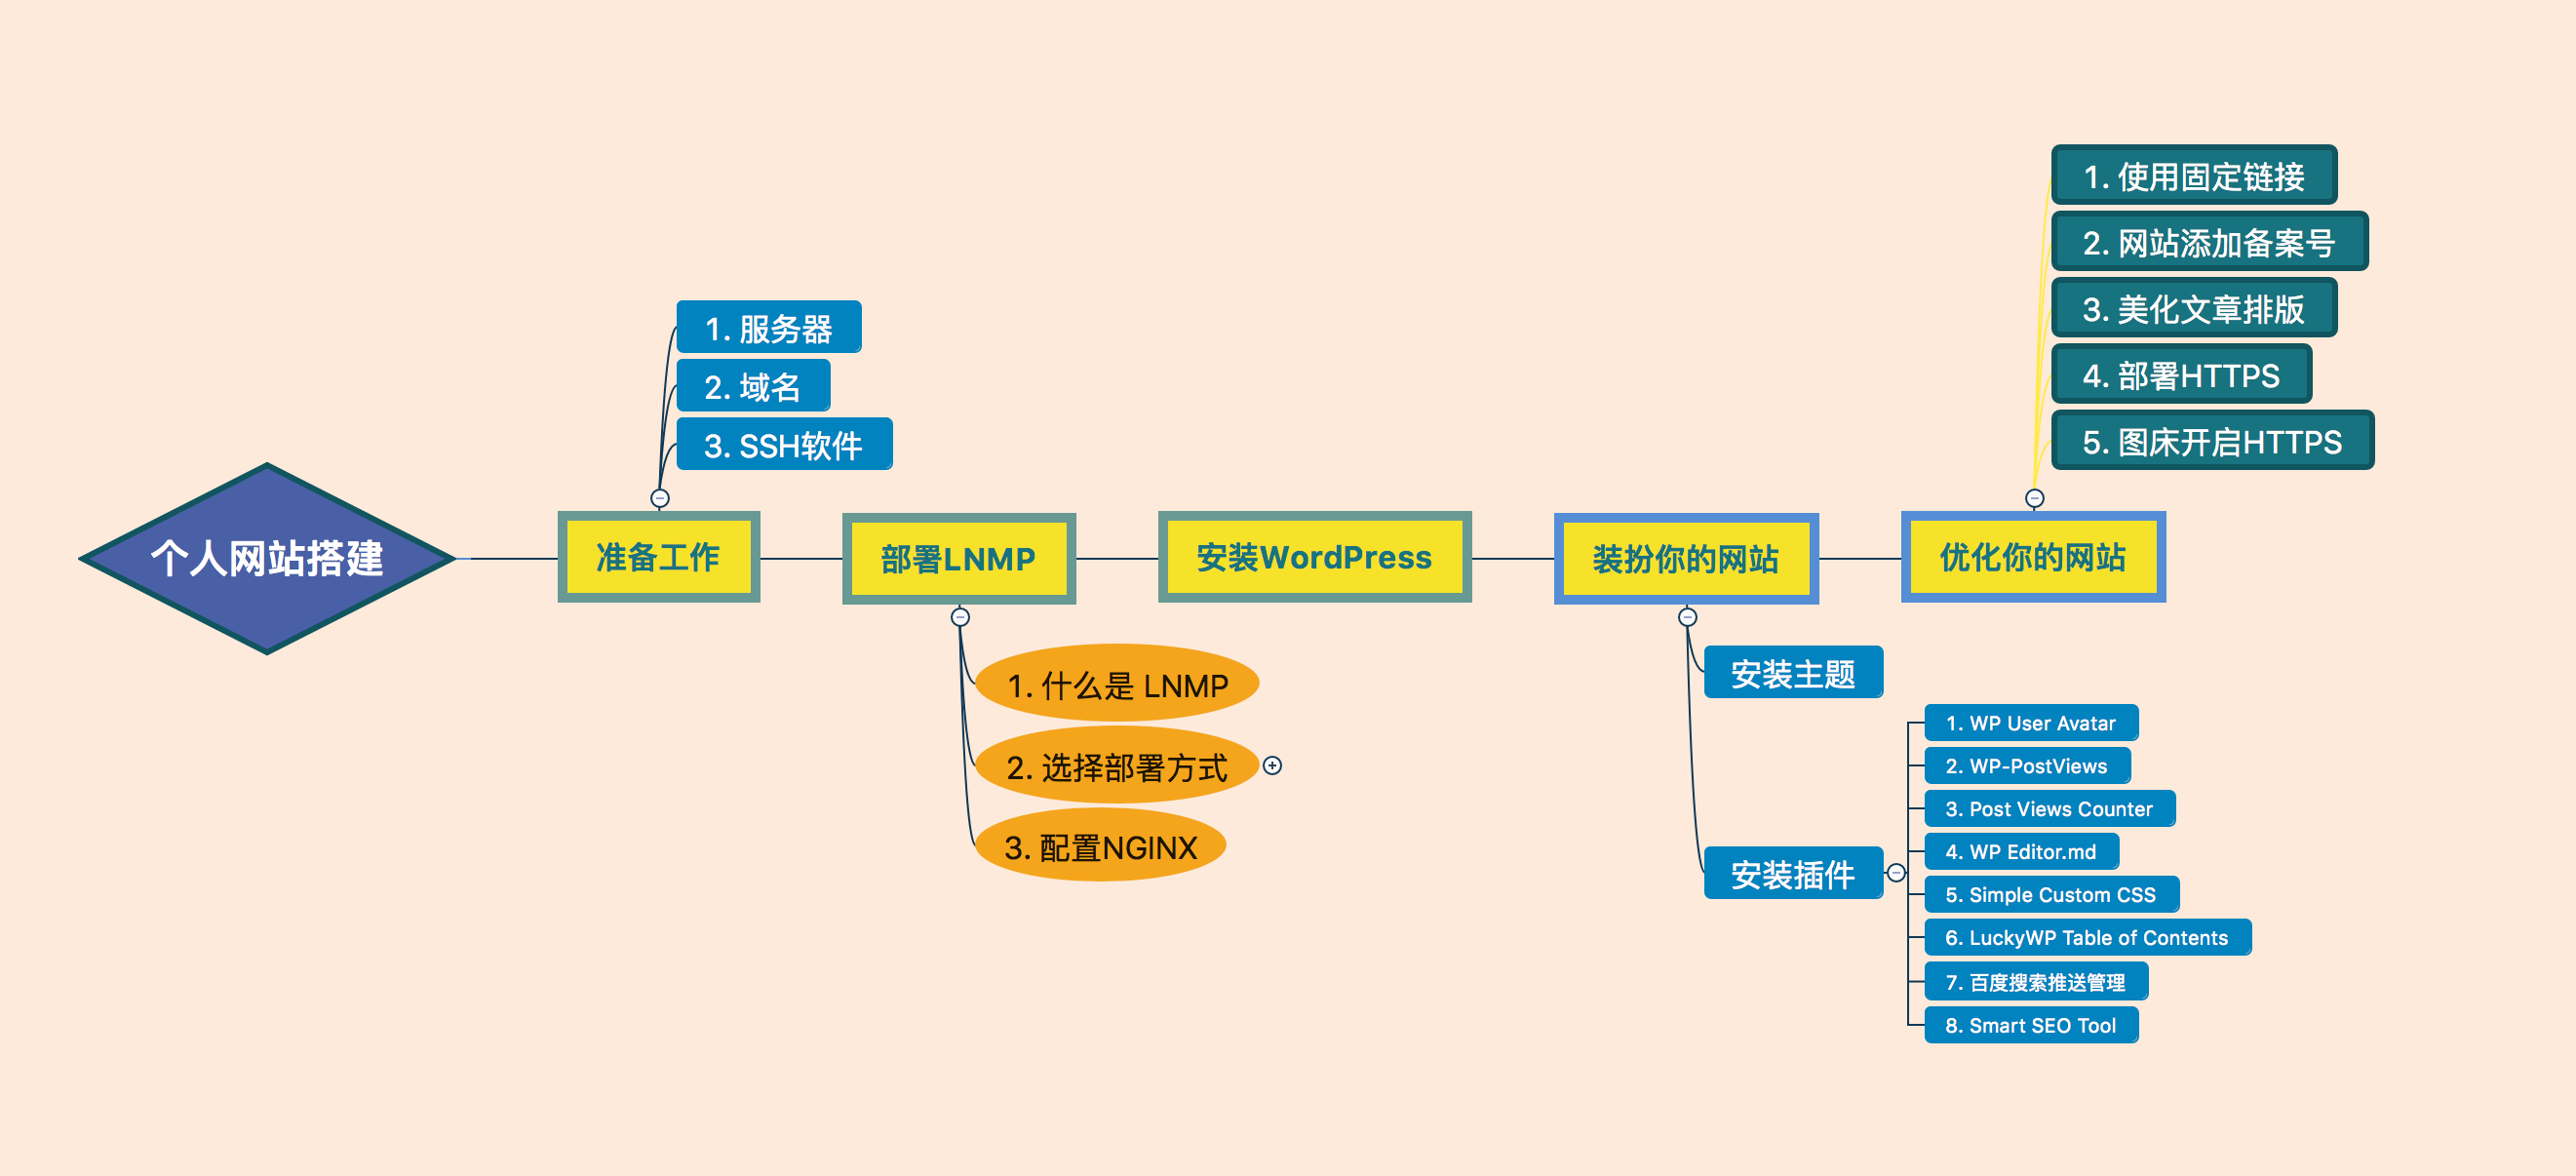 个人网站搭建
准备工作
1. 服务器
2. 域名
3. SSH软件
部署LNMP
1. 什么是 LNMP
2. 选择部署方式
3. 配置NGINX
安装WordPress
装扮你的网站
安装主题
安装插件
1. WP User Avatar
2. WP-PostViews
3. Post Views Counter
4. WP Editor.md
5. Simple Custom CSS
6. LuckyWP Table of Contents
7. 百度搜索推送管理
8. Smart SEO Tool
优化你的网站
1. 使用固定链接
2. 网站添加备案号
3. 美化文章排版
4. 部署HTTPS
5. 图床开启HTTPS